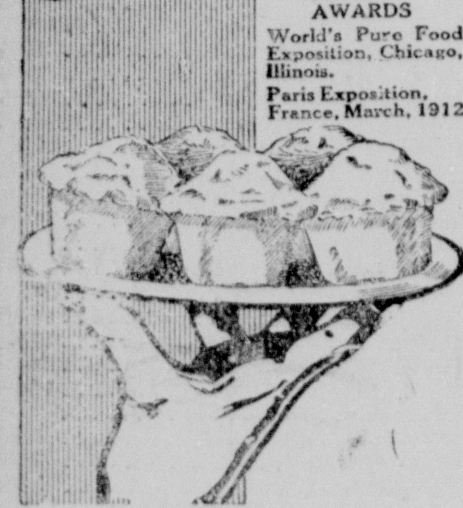 AWARDS
World's Pure Food
Exposition, Chicago,
Illinois.
Paris Exposition,
France, March, 1912